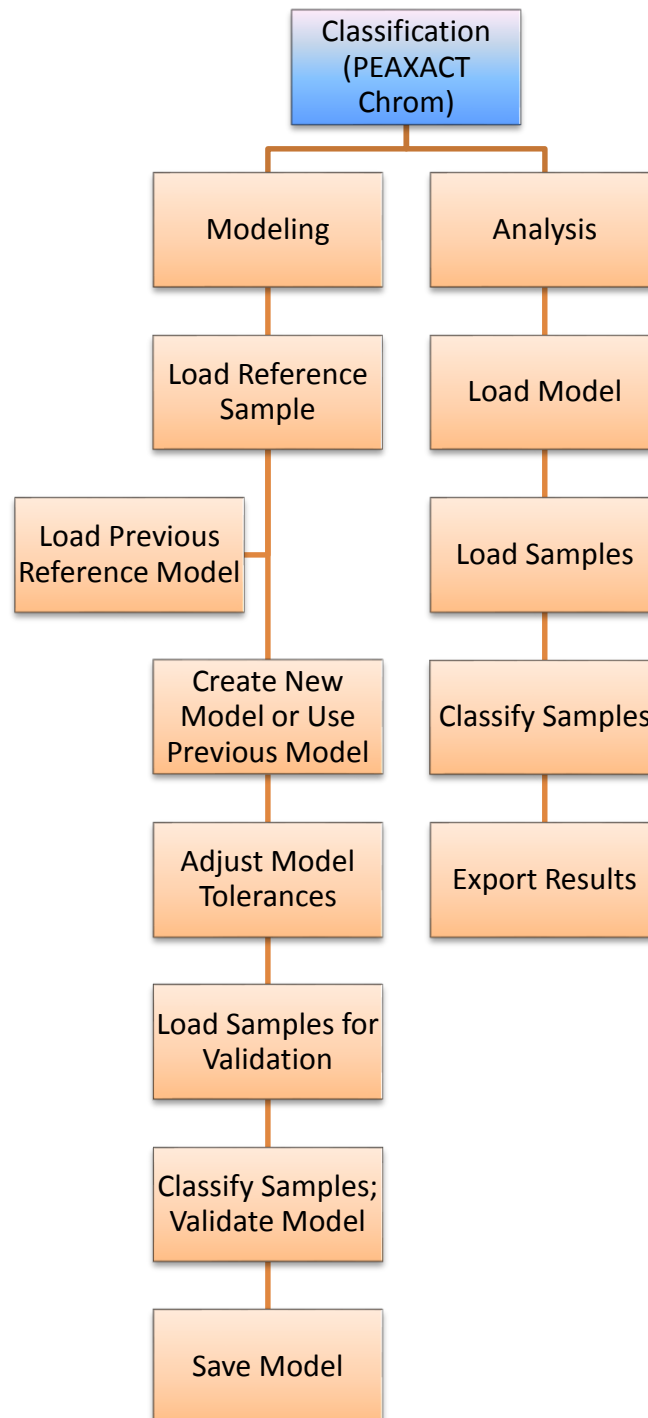 Classification
(PEAXACT
Chrom)
Modeling
Analysis
Load Reference
Sample
Load Model
Load Previous
Reference Model
Load Samples
Create New
Model or Use
Previous Model
Classify Samples
Adjust Model
Tolerances
Export Results
Load Samples for
Validation
Classify Samples;
Validate Model
Save Model